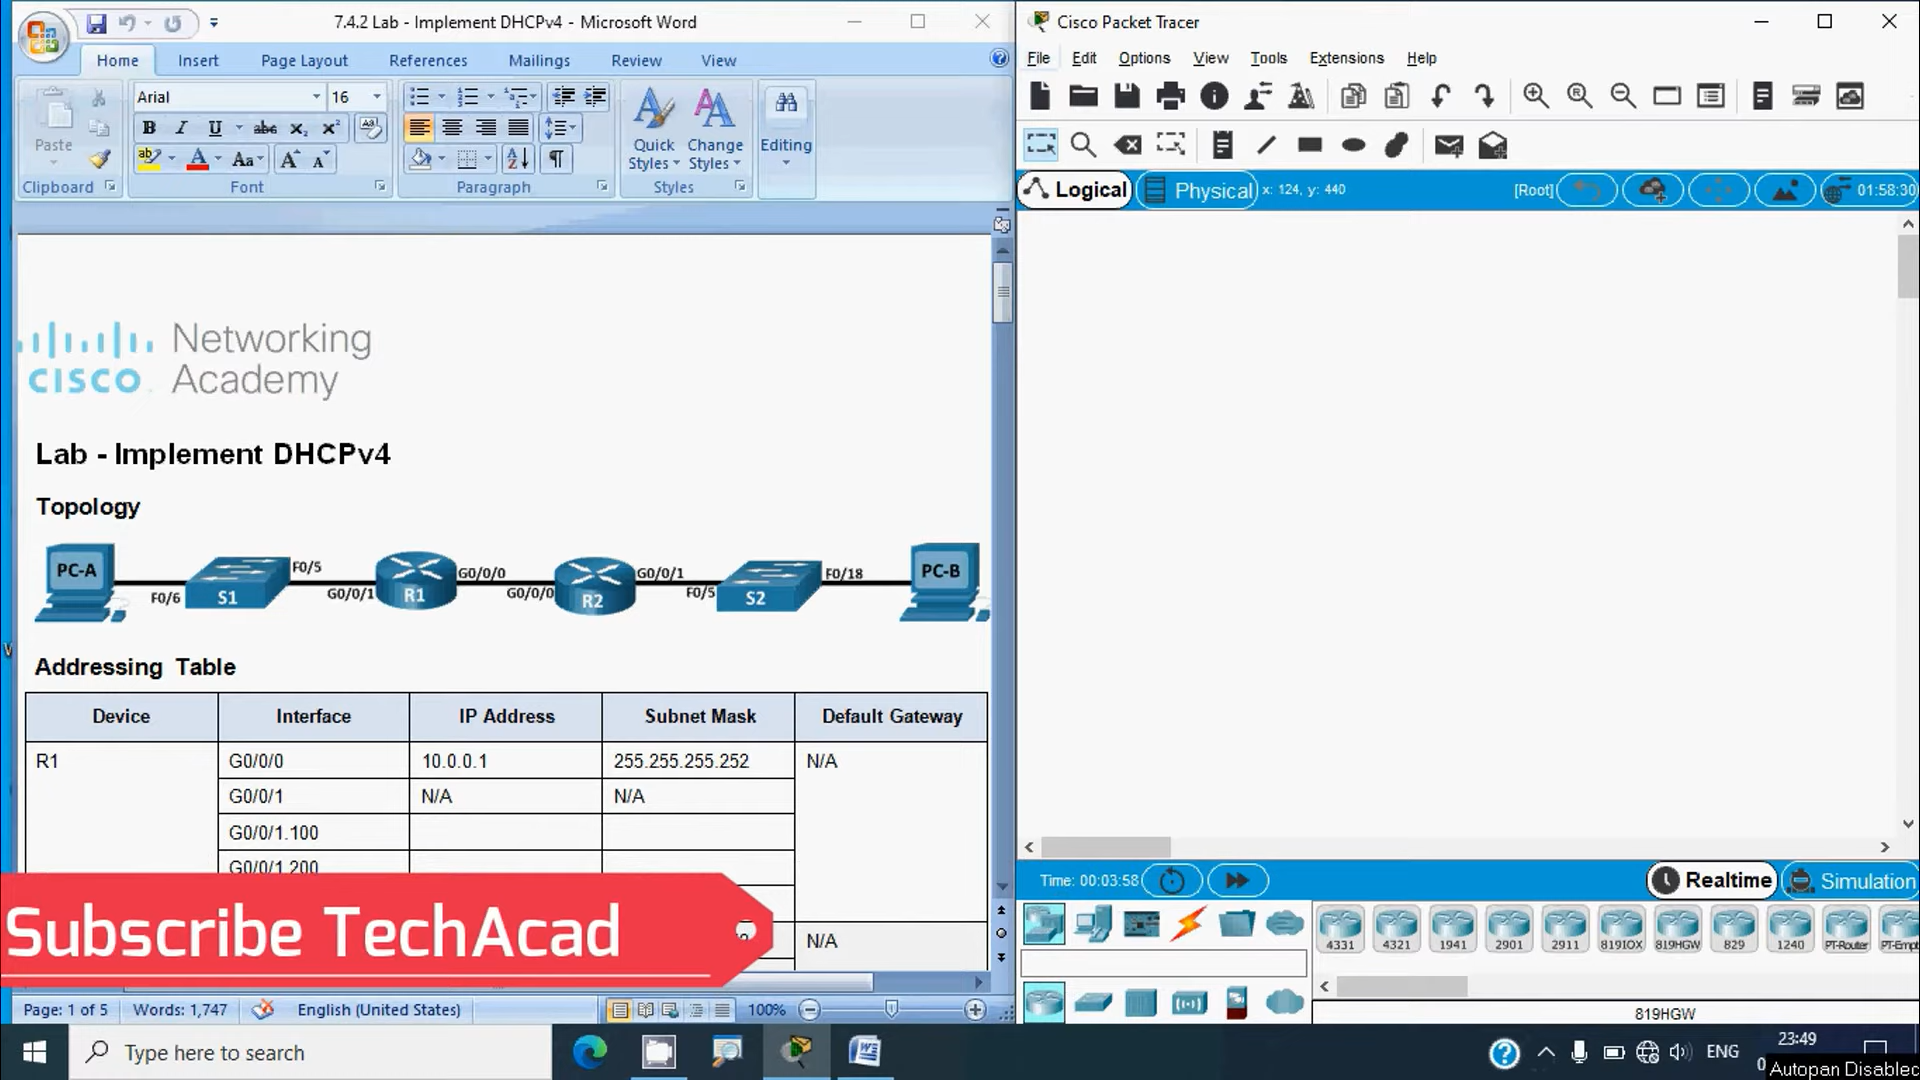 7.4.2 Lab - Implement DHCPv4 - Microsoft Word
Home Insert Page Layout References Mailings Review View
Arial 16
Paste
Quick Styles
Change Styles
Editing
Clipboard Font Paragraph Styles
Networking
CISCO Academy
Lab - Implement DHCPv4
Topology
PC-A F0/6 S1 F0/5 G0/0/1 R1 G0/0/0 G0/0/0 R2 G0/0/1 F0/5 S2 F0/18 PC-B
Addressing Table
Device Interface IP Address Subnet Mask Default Gateway
R1 G0/0/0 10.0.0.1 255.255.255.252 N/A
G0/0/1 N/A N/A
G0/0/1.100
G0/0/1.200
N/A
Subscribe TechAcad
Page: 1 of 5 Words: 1,747 English (United States) 100%
Cisco Packet Tracer
File Edit Options View Tools Extensions Help
Logical Physical x: 124, y: 440 [Root] 01:58:30
Time: 00:03:58 Realtime Simulation
4331 4321 1941 2901 2911 819IOX 819HGW 829 1240 PT-Router PT-Empt
819HGW
Type here to search
ENG
23:49
Autopan Disabled